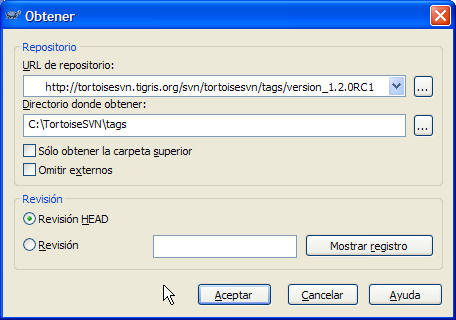 Obtener
Repositorio
URL de repositorio:
http://tortoisesvn.tigris.org/svn/tortoisesvn/tags/version_1.2.0RC1
...
Directorio donde obtener:
C:\TortoiseSVN\tags
...
Sólo obtener la carpeta superior
Omitir externos
Revisión
Revisión HEAD
Revisión
Mostrar registro
Aceptar
Cancelar
Ayuda